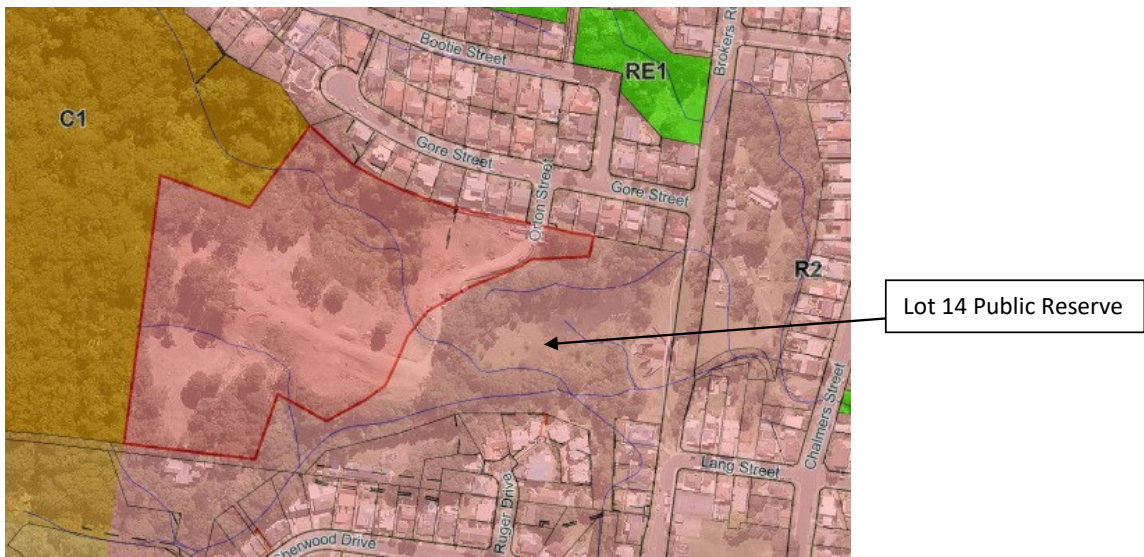 Bootie Street
RE1
Brokers R
C1
Gore Street
Gore Street
Orton Street
R2
Lot 14 Public Reserve
Chalmers Street
Lang Street
Ruger Drive
Sherwood Drive